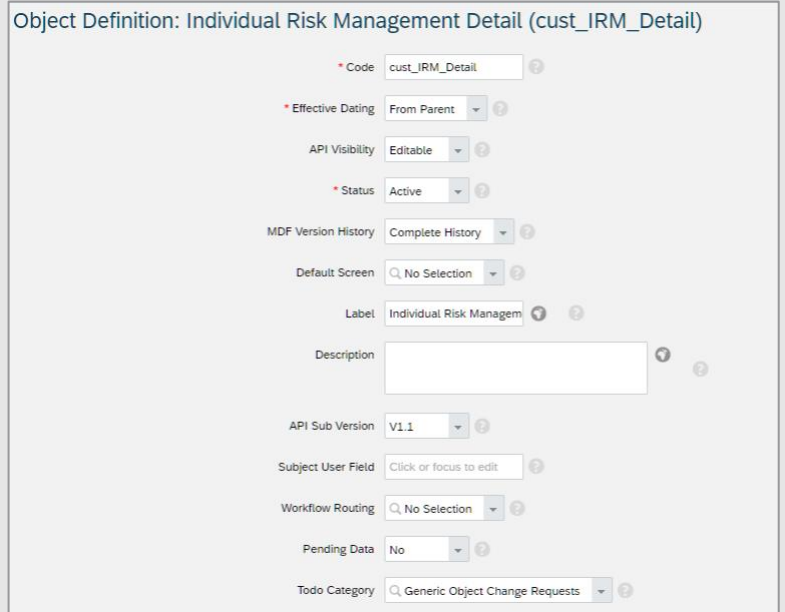 Object Definition: Individual Risk Management Detail (cust_IRM_Detail)
* Code cust_IRM_Detail ?
* Effective Dating From Parent ?
API Visibility Editable ?
* Status Active ?
MDF Version History Complete History ?
Default Screen No Selection ?
Label Individual Risk Managem ?
Description ?
API Sub Version V1.1 ?
Subject User Field Click or focus to edit ?
Workflow Routing No Selection ?
Pending Data No ?
Todo Category Generic Object Change Requests ?